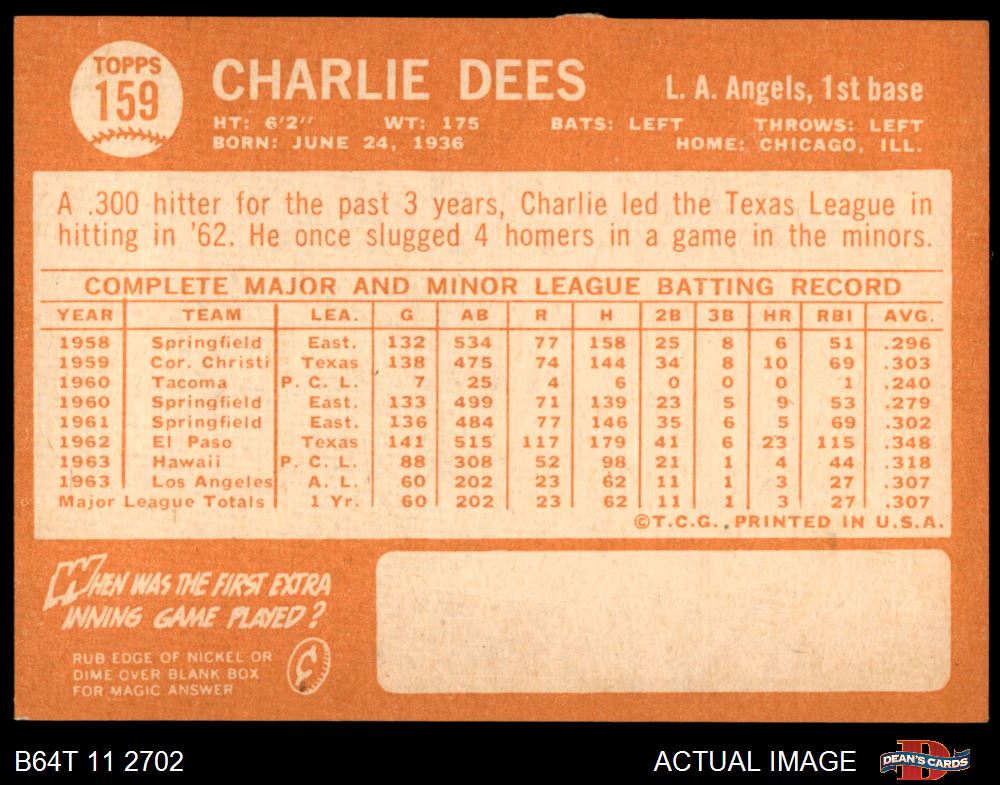 TOPPS
159
CHARLIE DEES
L. A. Angels, 1st base
HT: 6'2" WT: 175 BATS: LEFT THROWS: LEFT
BORN: JUNE 24, 1936 HOME: CHICAGO, ILL.
A .300 hitter for the past 3 years, Charlie led the Texas League in
hitting in '62. He once slugged 4 homers in a game in the minors.
COMPLETE MAJOR AND MINOR LEAGUE BATTING RECORD
YEAR TEAM LEA. G AB R H 2B 3B HR RBI AVG.
1958 Springfield East. 132 534 77 158 25 8 6 51 .296
1959 Cor. Christi Texas 138 475 74 144 34 8 10 69 .303
1960 Tacoma P. C. L. 7 25 4 6 0 0 0 1 .240
1960 Springfield East. 133 499 71 139 23 5 9 53 .279
1961 Springfield East. 136 484 77 146 35 6 5 69 .302
1962 El Paso Texas 141 515 117 179 41 6 23 115 .348
1963 Hawaii P. C. L. 88 308 52 98 21 1 4 44 .318
1963 Los Angeles A. L. 60 202 23 62 11 1 3 27 .307
Major League Totals 1 Yr. 60 202 23 62 11 1 3 27 .307
©T.C.G. PRINTED IN U.S.A.
WHEN WAS THE FIRST EXTRA
INNING GAME PLAYED?
RUB EDGE OF NICKEL OR
DIME OVER BLANK BOX
FOR MAGIC ANSWER
¢
B64T 11 2702
ACTUAL IMAGE
D
DEAN'S CARDS